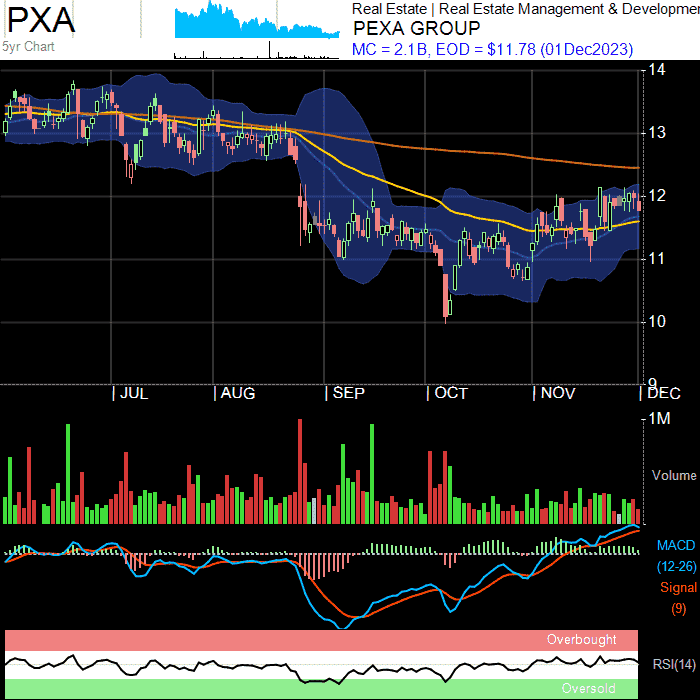 PXA
5yr Chart
Real Estate | Real Estate Management & Developmen
PEXA GROUP
MC = 2.1B, EOD = $11.78 (01Dec2023)
14
13
12
11
10
9
| JUL
| AUG
| SEP
| OCT
| NOV
| DEC
1M
Volume
MACD
(12-26)
Signal
(9)
Overbought
RSI(14)
Oversold